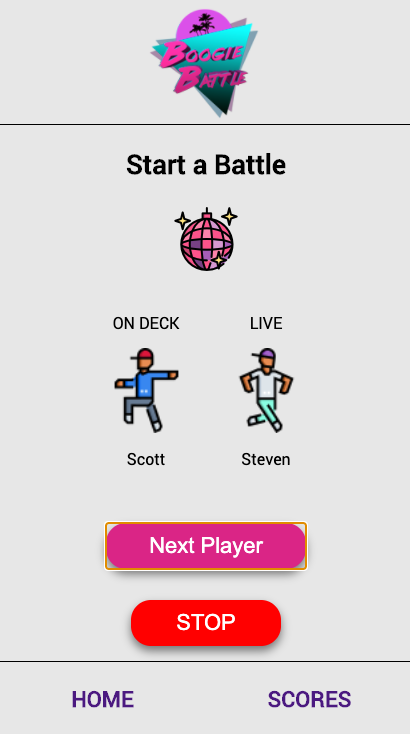 BOOGIE
BATTLE
Start a Battle
ON DECK
LIVE
Scott
Steven
Next Player
STOP
HOME
SCORES